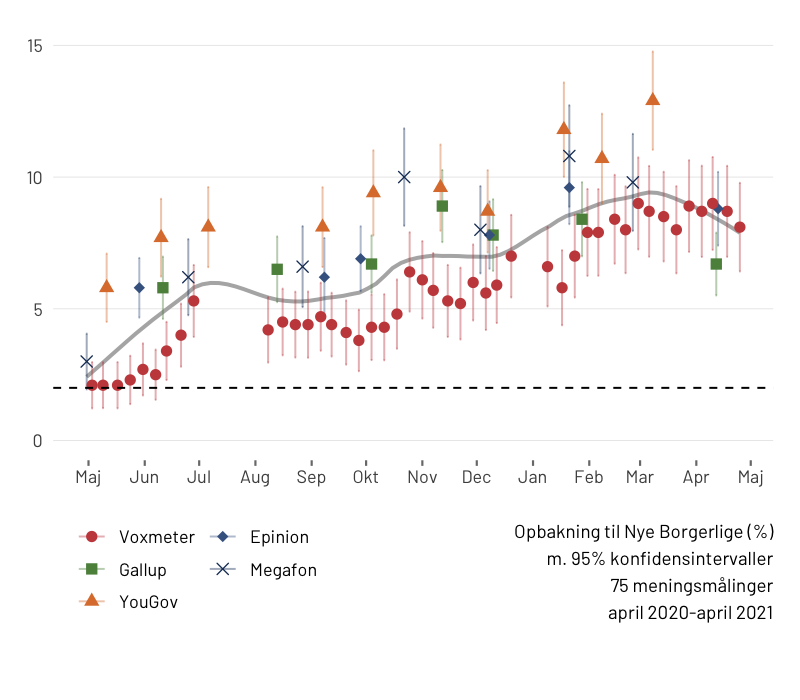 15
10
5
0
Maj Jun Jul Aug Sep Okt Nov Dec Jan Feb Mar Apr Maj
Voxmeter Epinion
Gallup Megafon
YouGov
Opbakning til Nye Borgerlige (%)
m. 95% konfidensintervaller
75 meningsmålinger
april 2020-april 2021